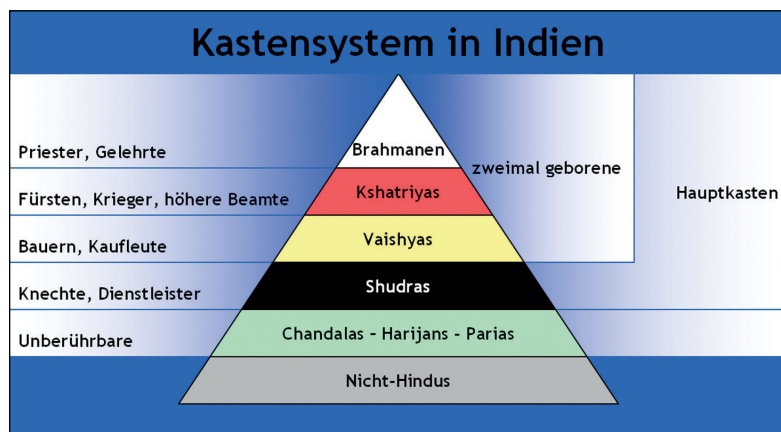 Kastensystem in Indien
Priester, Gelehrte
Brahmanen
zweimal geborene
Fürsten, Krieger, höhere Beamte
Kshatriyas
Hauptkasten
Bauern, Kaufleute
Vaishyas
Knechte, Dienstleister
Shudras
Unberührbare
Chandalas – Harijans – Parias
Nicht-Hindus